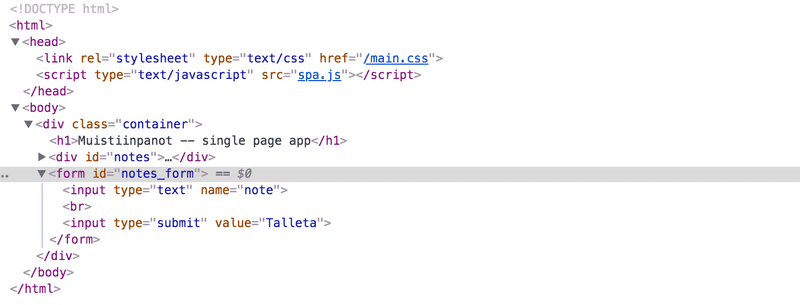 <!DOCTYPE html>
<html>
▼<head>
<link rel="stylesheet" type="text/css" href="/main.css">
<script type="text/javascript" src="spa.js"></script>
</head>
▼<body>
▼<div class="container">
<h1>Muistiinpanot -- single page app</h1>
▶<div id="notes">…</div>
..▼<form id="notes_form"> == $0
<input type="text" name="note">
<br>
<input type="submit" value="Talleta">
</form>
</div>
</body>
</html>